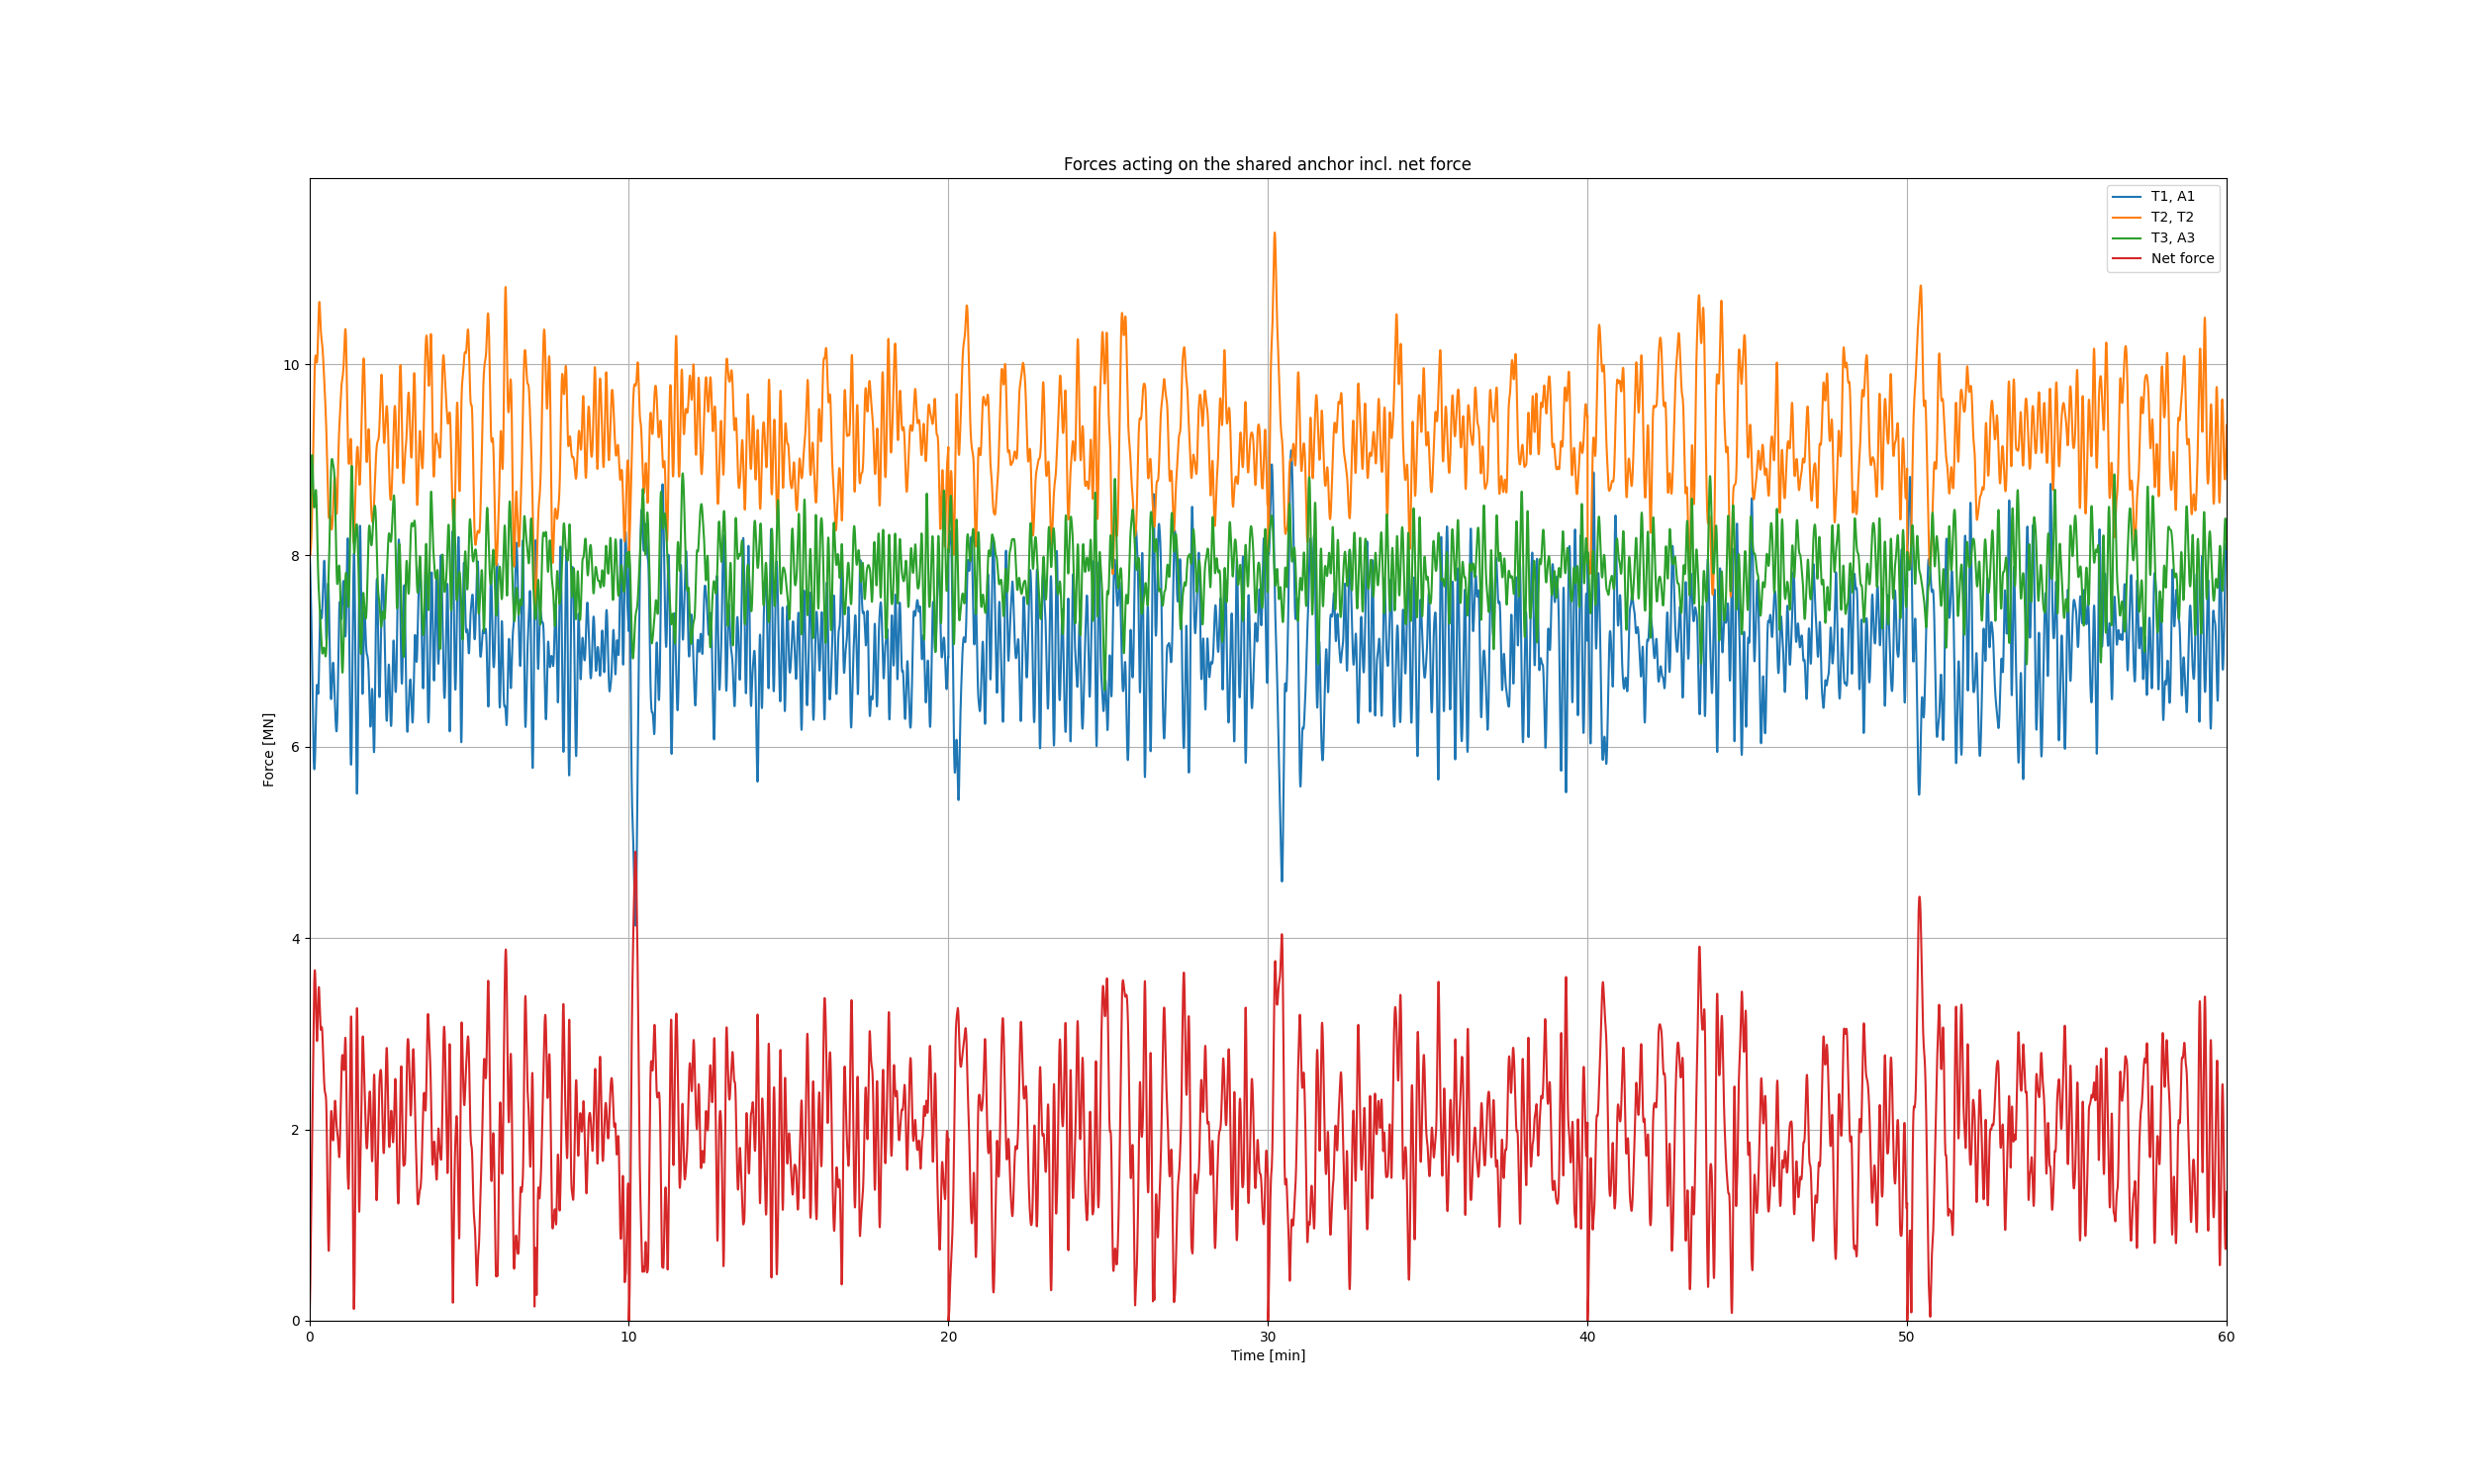 Forces acting on the shared anchor incl. net force
T1, A1
T2, T2
T3, A3
Net force
Force [MN]
10
8
6
4
2
0
0 10 20 30 40 50 60
Time [min]